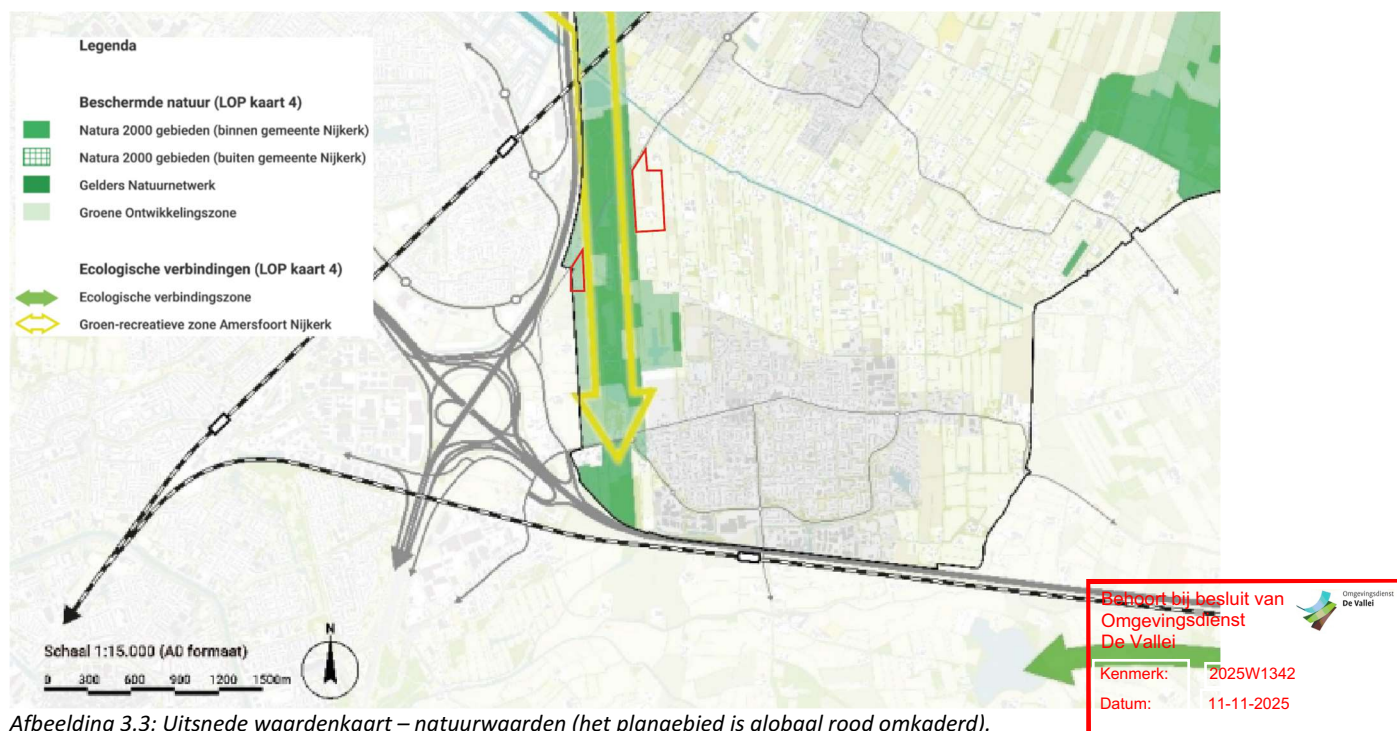 Legenda
Beschermde natuur (LOP kaart 4)
Natura 2000 gebieden (binnen gemeente Nijkerk)
Natura 2000 gebieden (buiten gemeente Nijkerk)
Gelders Natuurnetwerk
Groene Ontwikkelingszone
Ecologische verbindingen (LOP kaart 4)
Ecologische verbindingszone
Groen-recreatieve zone Amersfoort Nijkerk
N
Schaal 1:15.000 (A0 formaat)
0 300 600 900 1200 1500m
Behoort bij besluit van
Omgevingsdienst
De Vallei
Omgevingsdienst
De Vallei
Kenmerk: 2025W1342
Datum: 11-11-2025
Afbeelding 3.3: Uitsnede waardenkaart – natuurwaarden (het plangebied is globaal rood omkaderd).